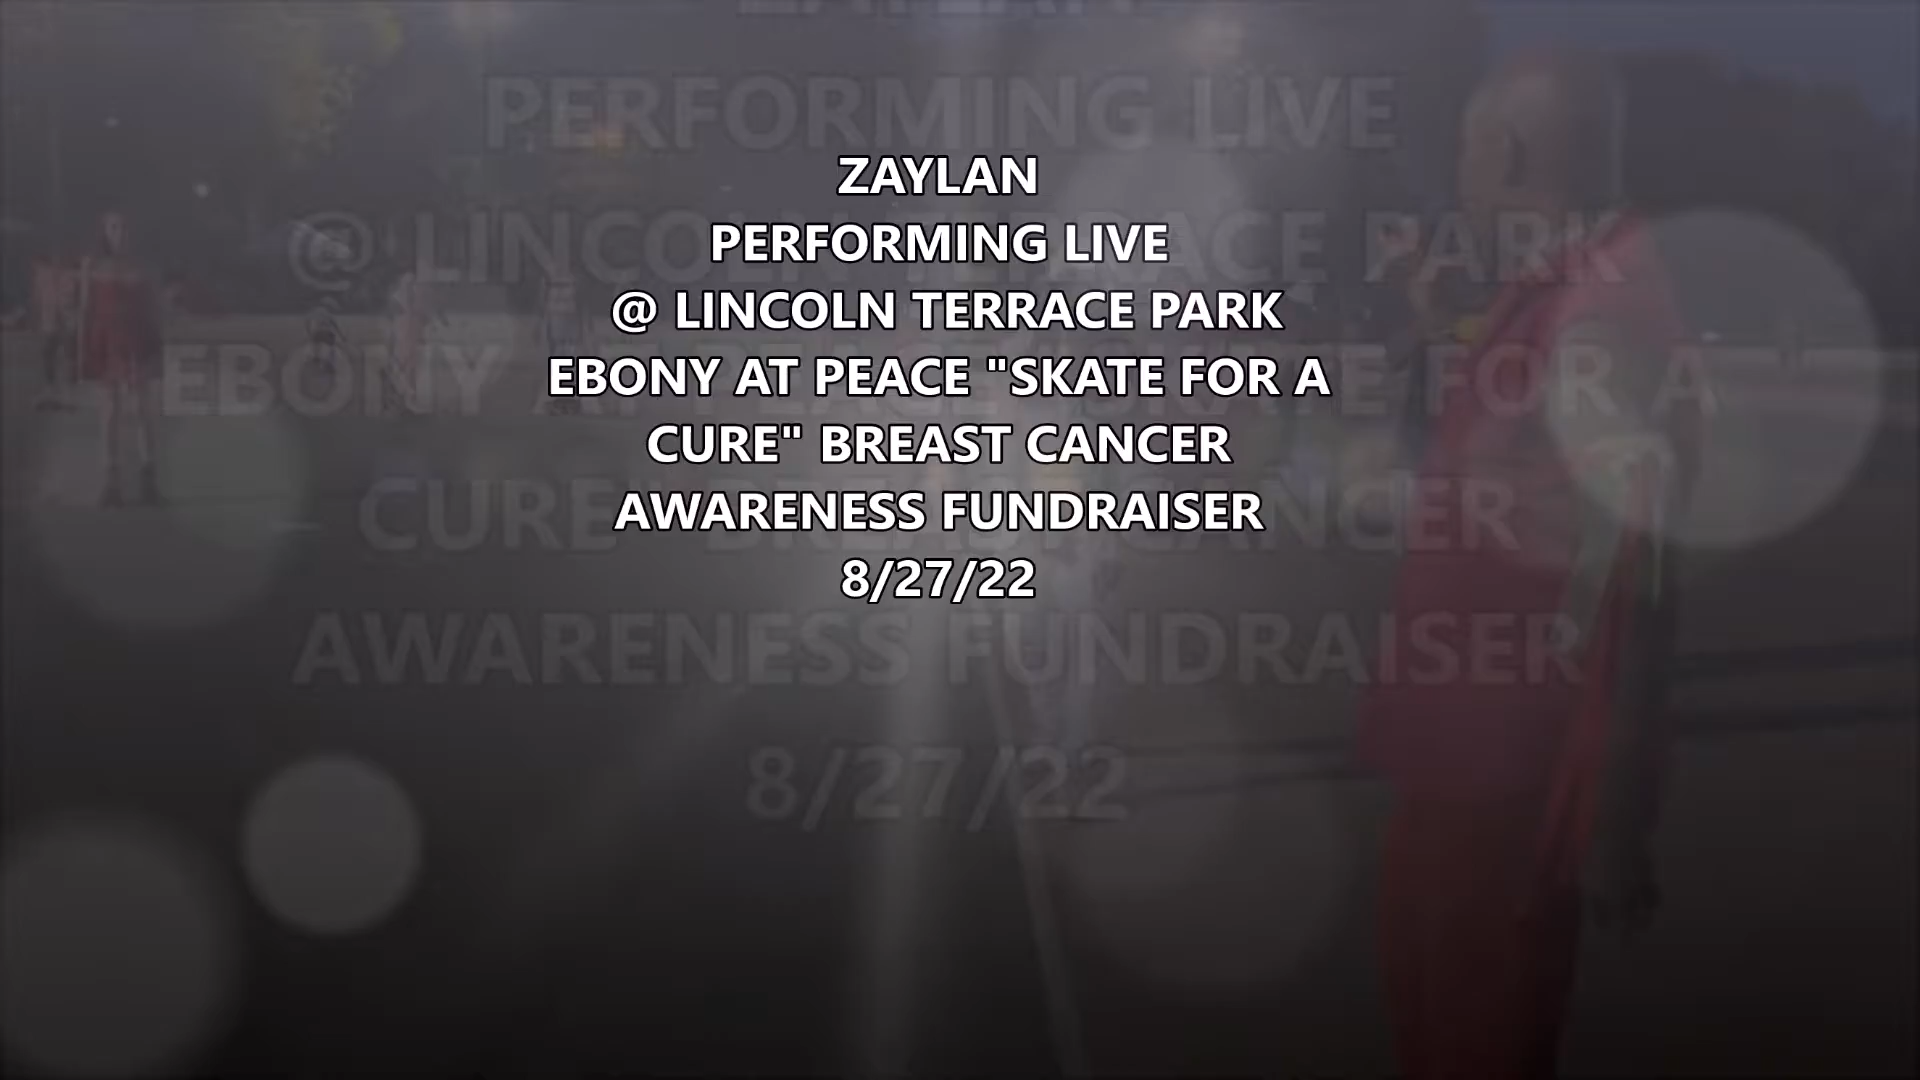 ZAYLAN
PERFORMING LIVE
@ LINCOLN TERRACE PARK
EBONY AT PEACE "SKATE FOR A
CURE" BREAST CANCER
AWARENESS FUNDRAISER
8/27/22